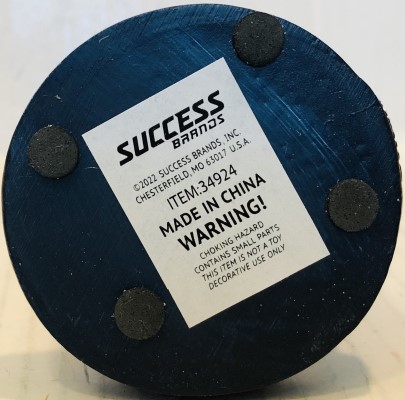 SUCCESS
BRANDS
©2022 SUCCESS BRANDS, INC.
CHESTERFIELD, MO 63017 U.S.A.
ITEM:34924
MADE IN CHINA
WARNING!
CHOKING HAZARD
CONTAINS SMALL PARTS
THIS ITEM IS NOT A TOY
DECORATIVE USE ONLY